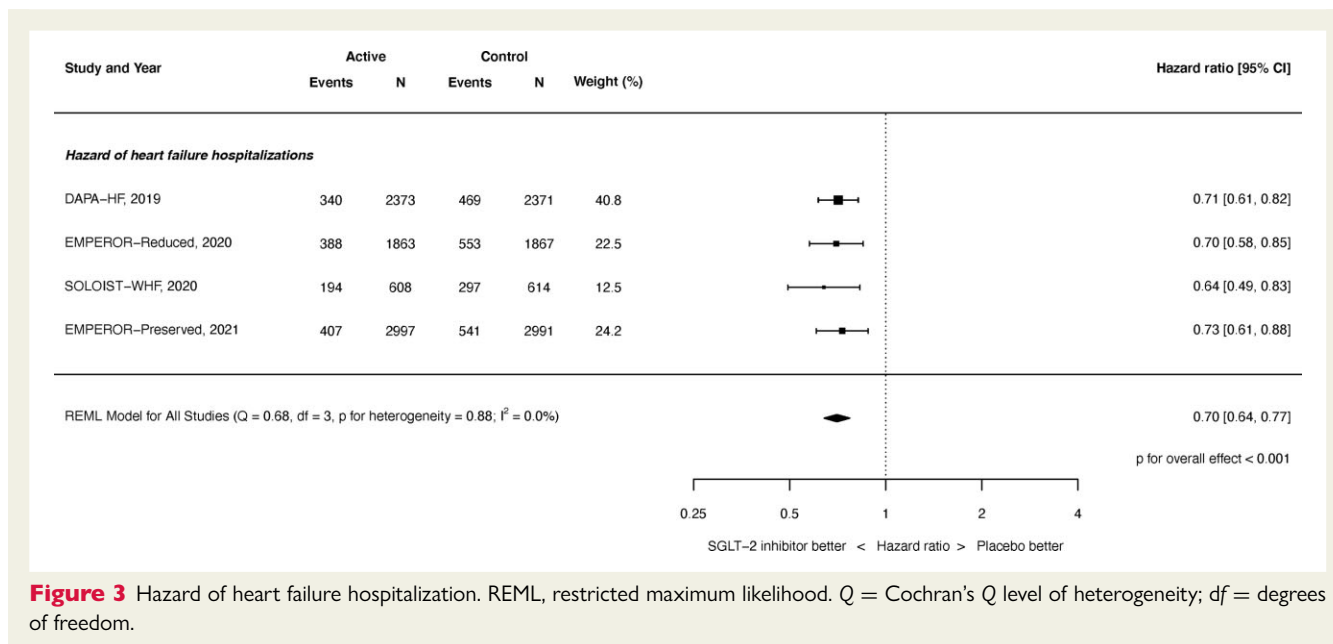 Active Control
Study and Year Hazard ratio [95% CI]
Events N Events N Weight (%)
Hazard of heart failure hospitalizations
DAPA−HF, 2019 340 2373 469 2371 40.8 0.71 [0.61, 0.82]
EMPEROR−Reduced, 2020 388 1863 553 1867 22.5 0.70 [0.58, 0.85]
SOLOIST−WHF, 2020 194 608 297 614 12.5 0.64 [0.49, 0.83]
EMPEROR−Preserved, 2021 407 2997 541 2991 24.2 0.73 [0.61, 0.88]
REML Model for All Studies (Q = 0.68, df = 3, p for heterogeneity = 0.88; I² = 0.0%) 0.70 [0.64, 0.77]
p for overall effect < 0.001
0.25 0.5 1 2 4
SGLT−2 inhibitor better < Hazard ratio > Placebo better
Figure 3 Hazard of heart failure hospitalization. REML, restricted maximum likelihood. Q = Cochran's Q level of heterogeneity; df = degrees
of freedom.